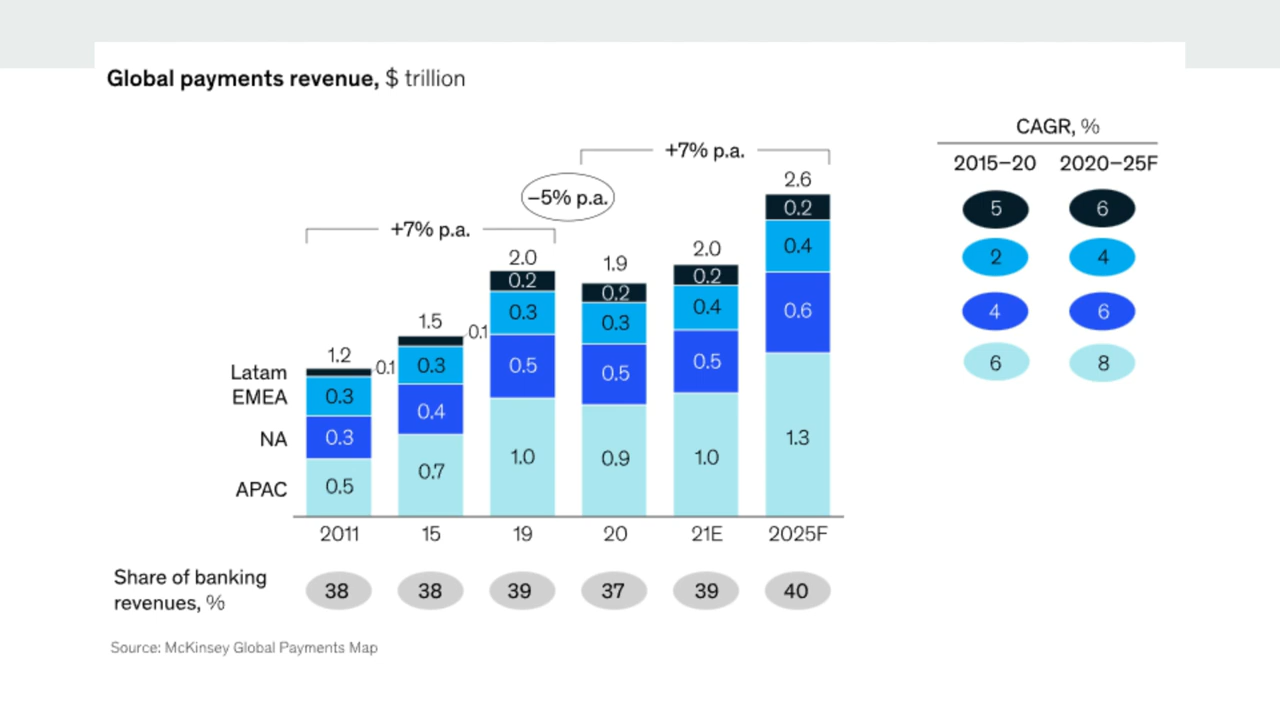 Global payments revenue, $ trillion
CAGR, %
2015–20 2020–25F
5 6
2 4
4 6
6 8
+7% p.a.
–5% p.a.
+7% p.a.
1.2 1.5 2.0 1.9 2.0 2.6
Latam 0.1 0.1 0.2 0.2 0.2 0.2
EMEA 0.3 0.3 0.3 0.3 0.4 0.4
NA 0.3 0.4 0.5 0.5 0.5 0.6
APAC 0.5 0.7 1.0 0.9 1.0 1.3
2011 15 19 20 21E 2025F
Share of banking
revenues, %
38 38 39 37 39 40
Source: McKinsey Global Payments Map